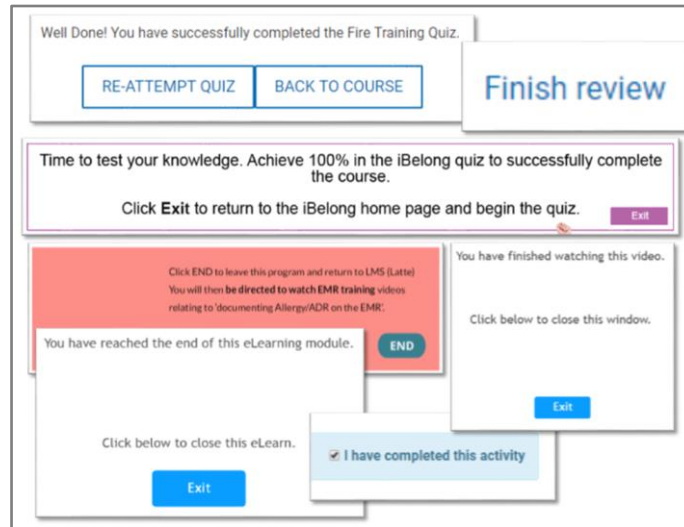 Well Done! You have successfully completed the Fire Training Quiz.
RE-ATTEMPT QUIZ
BACK TO COURSE
Finish review
Time to test your knowledge. Achieve 100% in the iBelong quiz to successfully complete
the course.
Click Exit to return to the iBelong home page and begin the quiz.
Exit
Click END to leave this program and return to LMS (Latte)
You will then be directed to watch EMR training videos
relating to 'documenting Allergy/ADR on the EMR'.
END
You have finished watching this video.
Click below to close this window.
Exit
You have reached the end of this eLearning module.
Click below to close this eLearn.
Exit
I have completed this activity